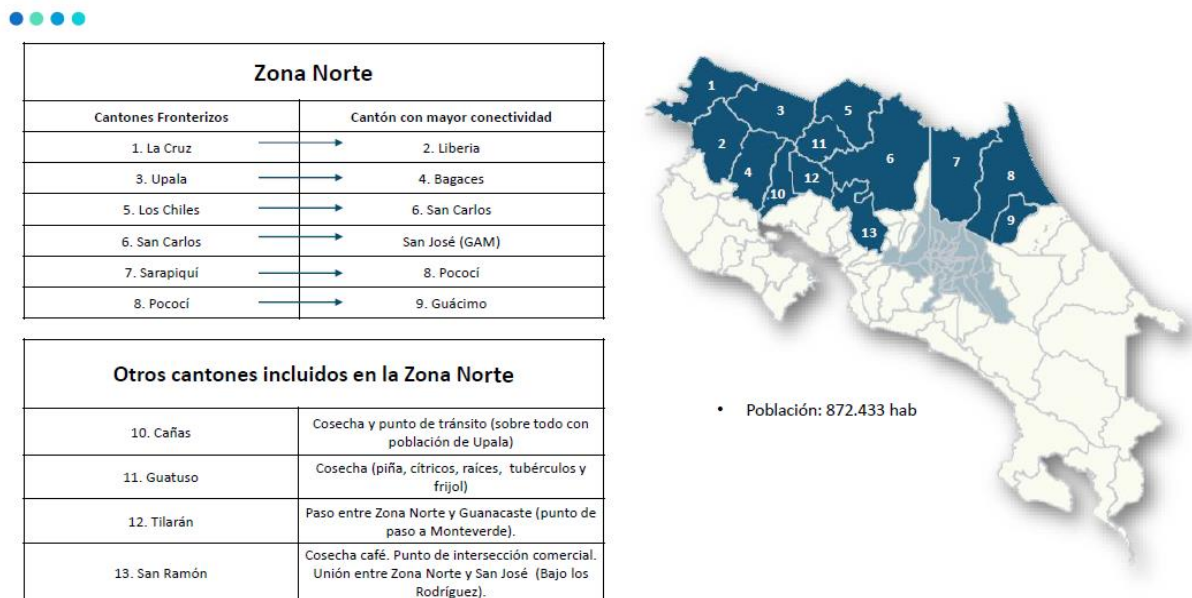 Zona Norte
Cantones Fronterizos
Cantón con mayor conectividad
1. La Cruz
2. Liberia
3. Upala
4. Bagaces
5. Los Chiles
6. San Carlos
6. San Carlos
San José (GAM)
7. Sarapiquí
8. Pococí
8. Pococí
9. Guácimo
Otros cantones incluidos en la Zona Norte
10. Cañas
Cosecha y punto de tránsito (sobre todo con
población de Upala)
11. Guatuso
Cosecha (piña, cítricos, raíces, tubérculos y
frijol)
12. Tilarán
Paso entre Zona Norte y Guanacaste (punto de
paso a Monteverde).
13. San Ramón
Cosecha café. Punto de intersección comercial.
Unión entre Zona Norte y San José (Bajo los
Rodríguez).
1
3
5
2
11
6
7
4
12
8
10
9
13
• Población: 872.433 hab